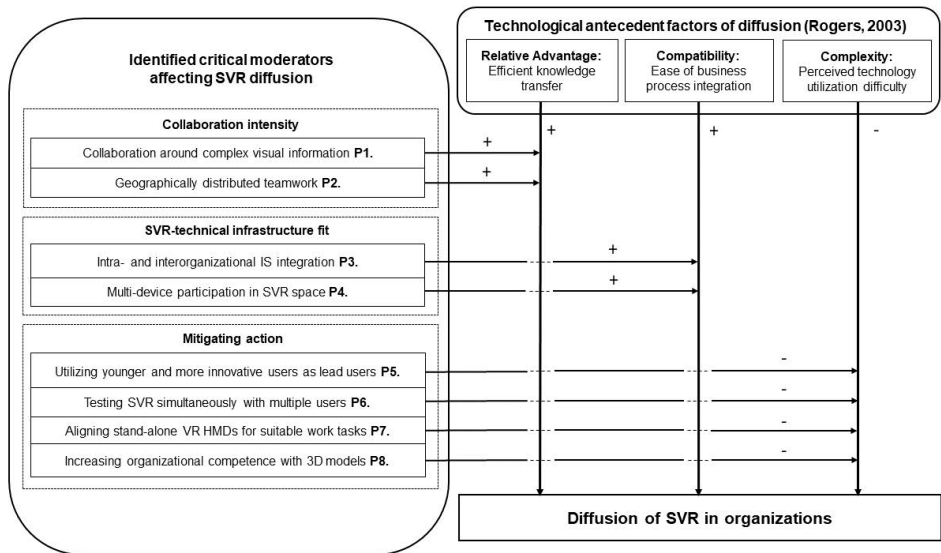 Technological antecedent factors of diffusion (Rogers, 2003)
Relative Advantage:
Efficient knowledge
transfer
Compatibility:
Ease of business
process integration
Complexity:
Perceived technology
utilization difficulty
Identified critical moderators
affecting SVR diffusion
+
+
-
Collaboration intensity
Collaboration around complex visual information P1.
+
Geographically distributed teamwork P2.
+
SVR-technical infrastructure fit
Intra- and interorganizational IS integration P3.
+
Multi-device participation in SVR space P4.
+
Mitigating action
Utilizing younger and more innovative users as lead users P5.
-
Testing SVR simultaneously with multiple users P6.
-
Aligning stand-alone VR HMDs for suitable work tasks P7.
-
Increasing organizational competence with 3D models P8.
-
Diffusion of SVR in organizations